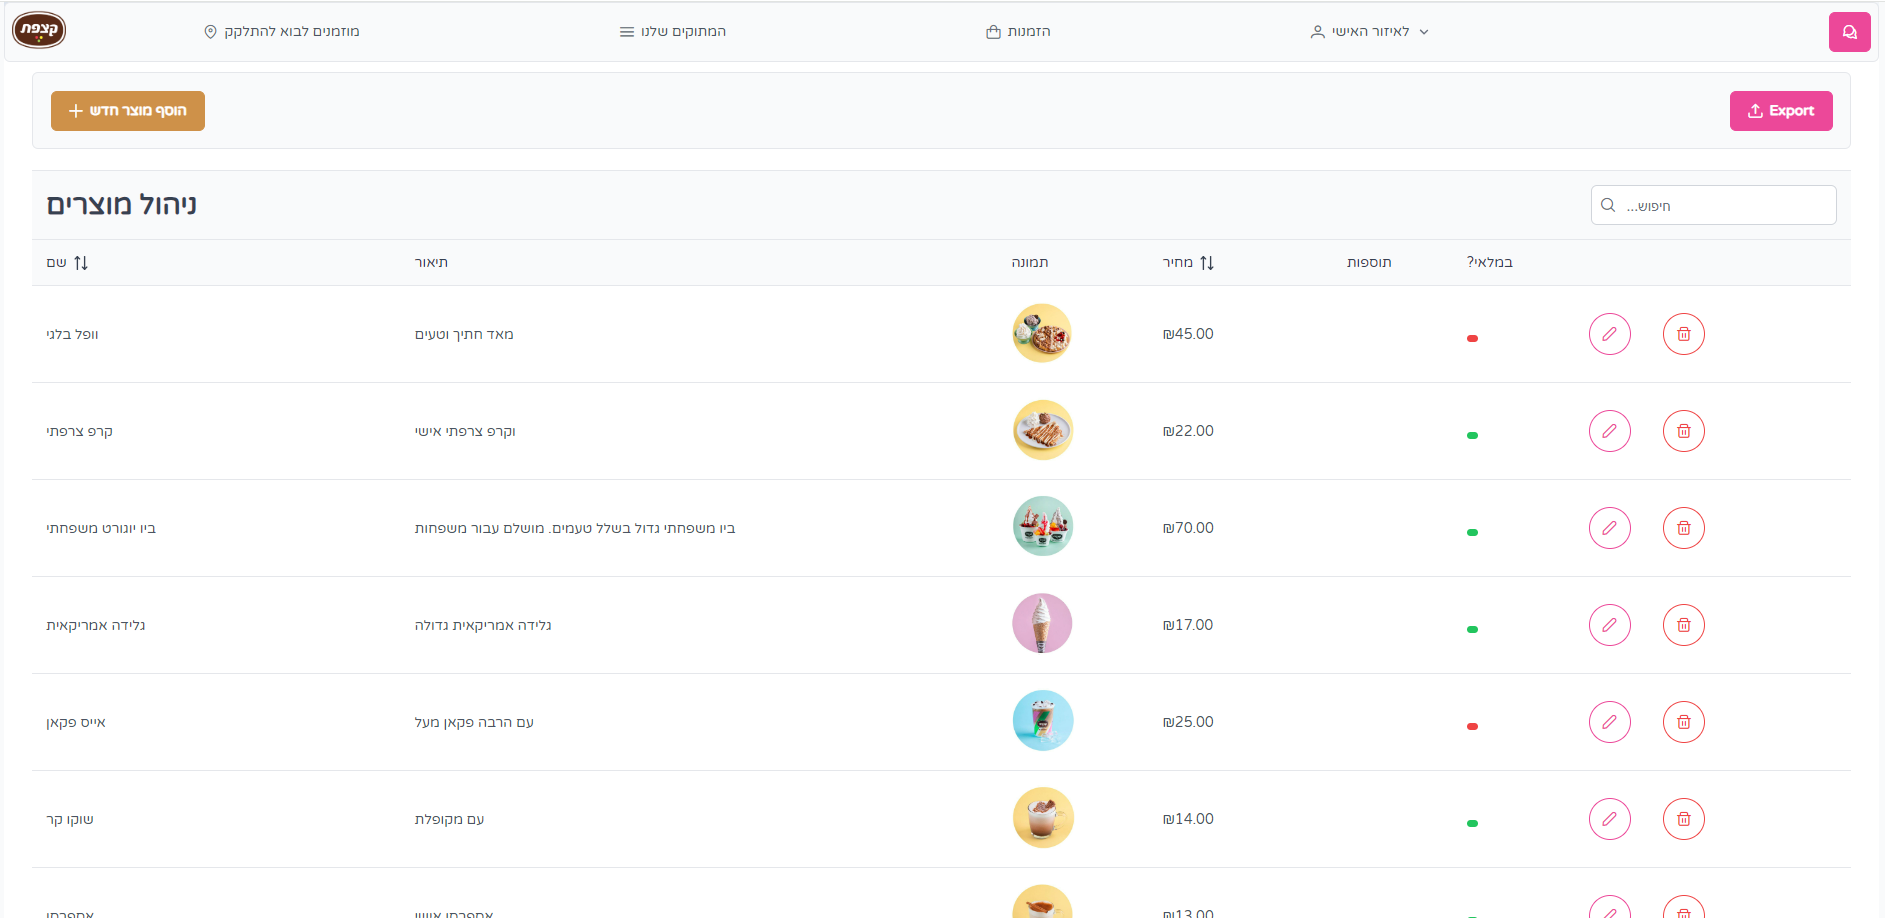 קצפת
מוזמנים לבוא להתלקק
המתוקים שלנו
הזמנות
לאיזור האישי
הוסף מוצר חדש
Export
ניהול מוצרים
חיפוש...
שם תיאור תמונה מחיר תוספות במלאי?
וופל בלגי מאד חתיך וטעים ₪45.00
קרפ צרפתי וקרפ צרפתי אישי ₪22.00
ביו יוגורט משפחתי ביו משפחתי גדול בשלל טעמים. מושלם עבור משפחות ₪70.00
גלידה אמריקאית גלידה אמריקאית גדולה ₪17.00
אייס פקאן עם הרבה פקאן מעל ₪25.00
שוקו קר עם מקופלת ₪14.00
אספרסו אספרסו אישי ₪13.00